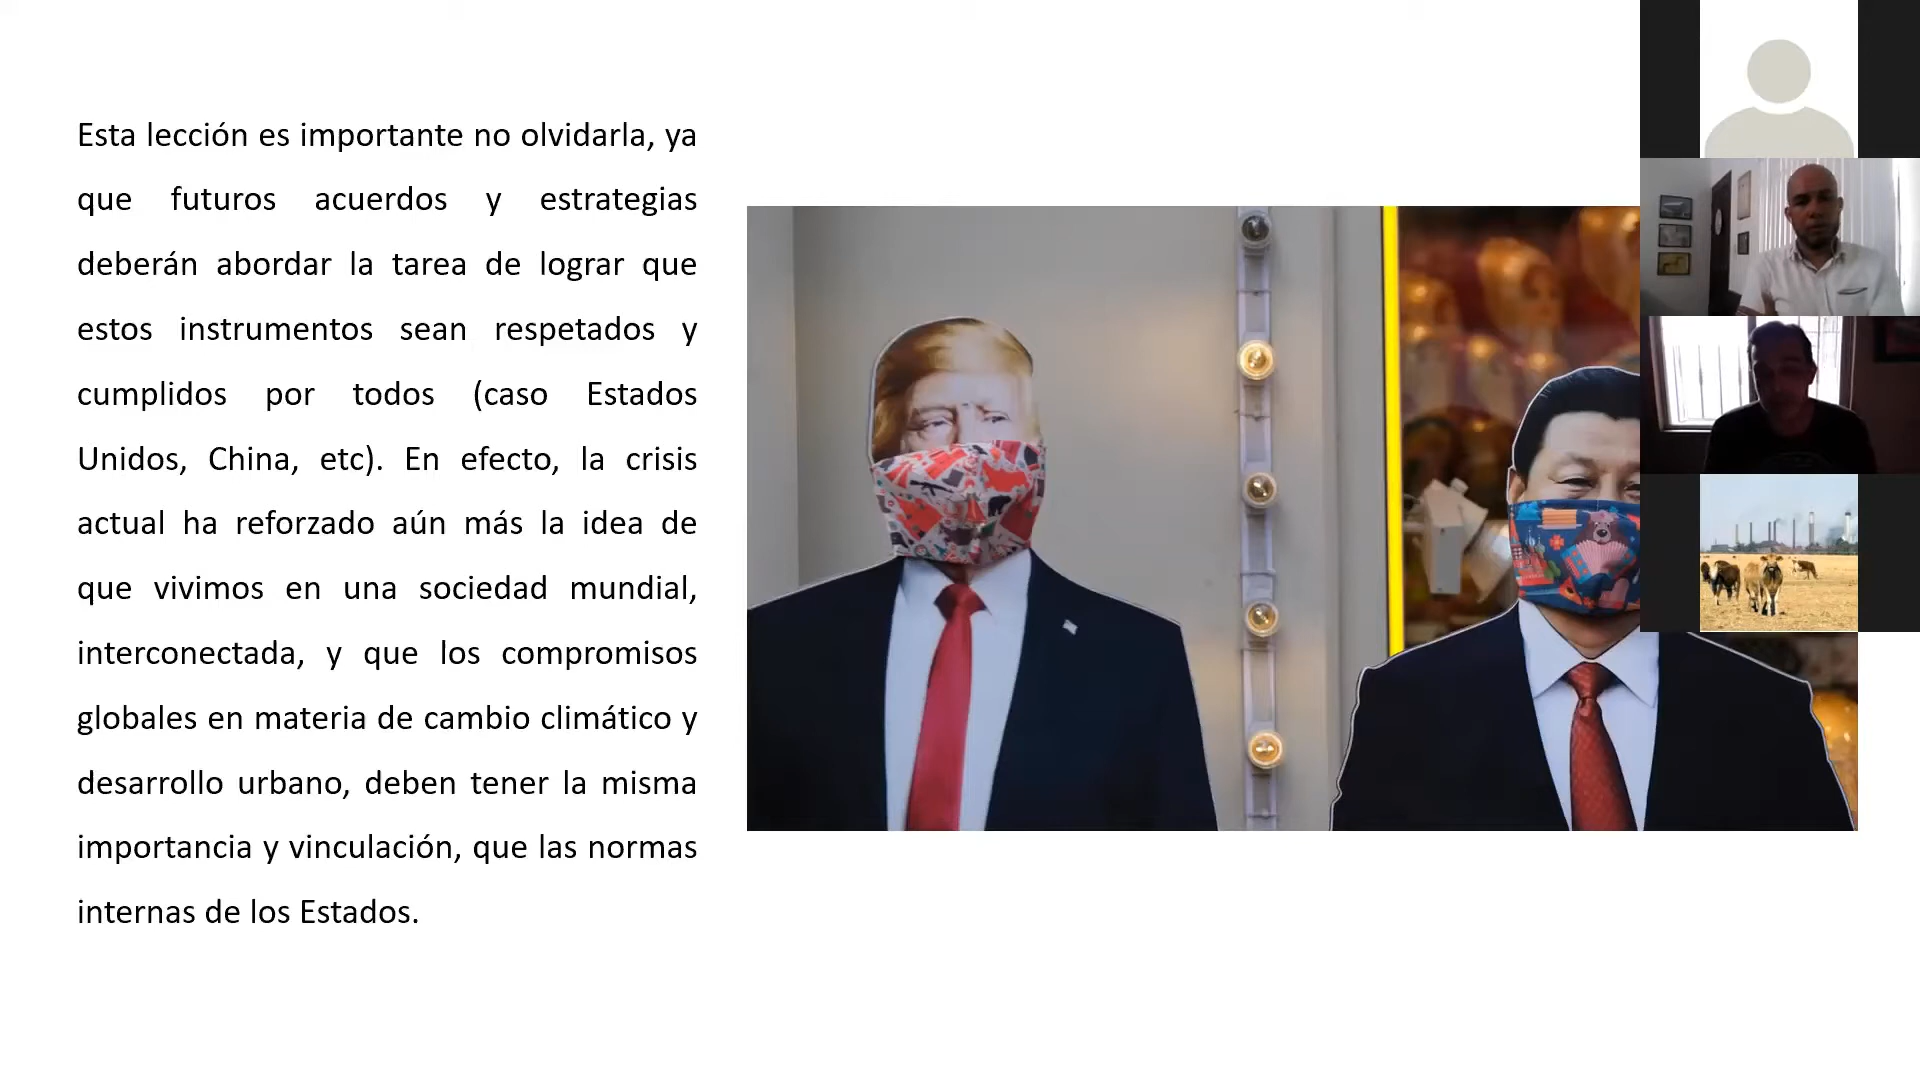 Esta lección es importante no olvidarla, ya
que futuros acuerdos y estrategias
deberán abordar la tarea de lograr que
estos instrumentos sean respetados y
cumplidos por todos (caso Estados
Unidos, China, etc). En efecto, la crisis
actual ha reforzado aún más la idea de
que vivimos en una sociedad mundial,
interconectada, y que los compromisos
globales en materia de cambio climático y
desarrollo urbano, deben tener la misma
importancia y vinculación, que las normas
internas de los Estados.